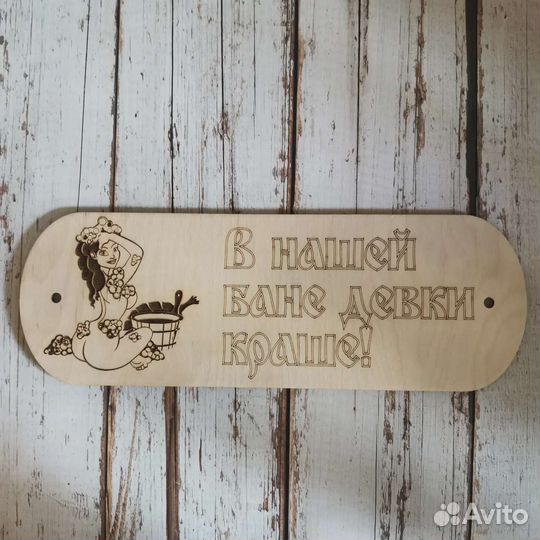 В нашей
бане девки
краше!
Avito